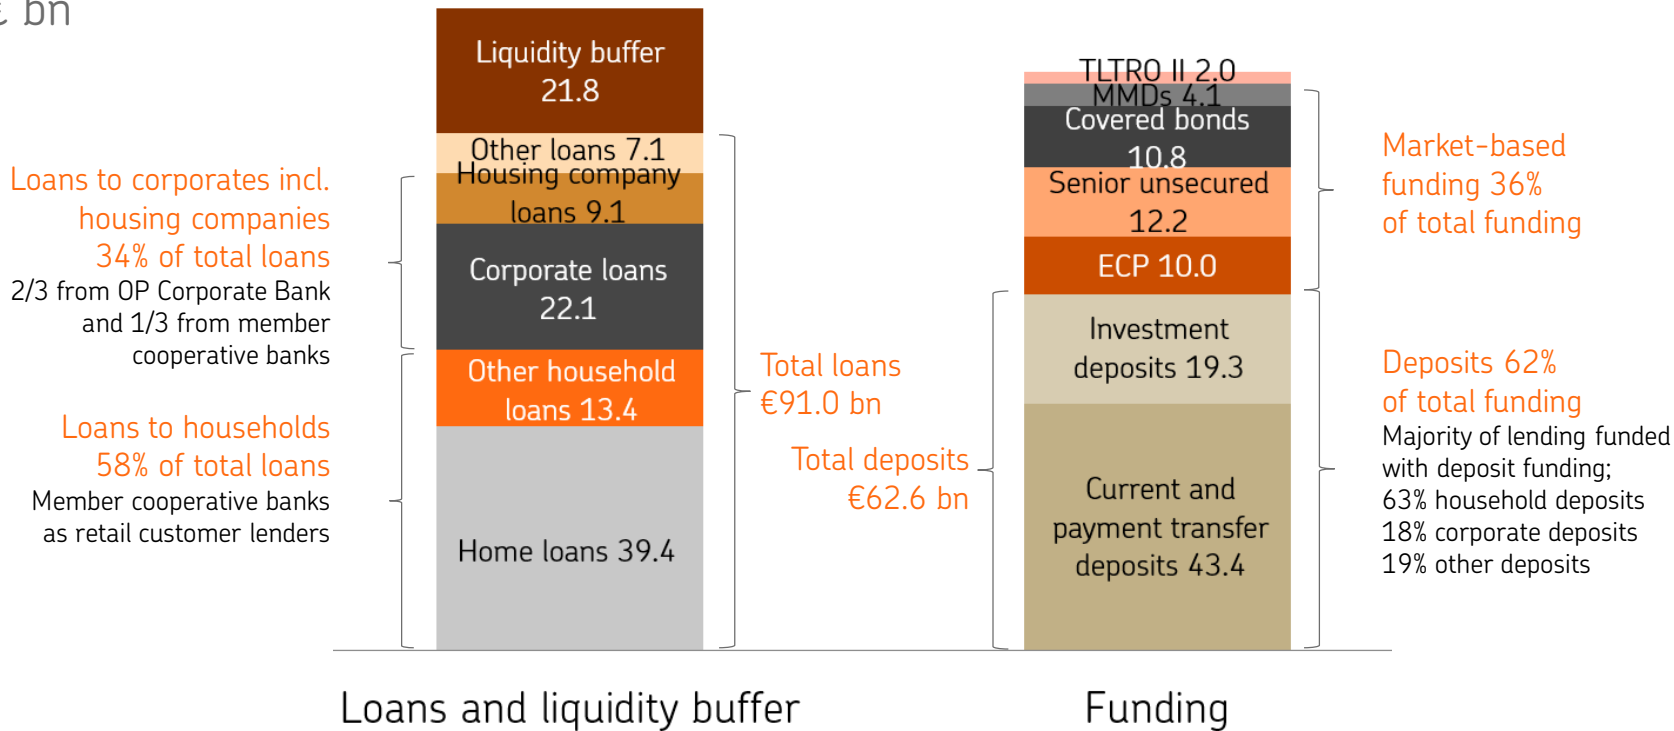 € bn
Liquidity buffer
21.8
Other loans 7.1
Housing company
loans 9.1
Corporate loans
22.1
Other household
loans 13.4
Home loans 39.4
Loans to corporates incl.
housing companies
34% of total loans
2/3 from OP Corporate Bank
and 1/3 from member
cooperative banks
Loans to households
58% of total loans
Member cooperative banks
as retail customer lenders
Total loans
€91.0 bn
Total deposits
€62.6 bn
TLTRO II 2.0
MMDs 4.1
Covered bonds
10.8
Senior unsecured
12.2
ECP 10.0
Investment
deposits 19.3
Current and
payment transfer
deposits 43.4
Market-based
funding 36%
of total funding
Deposits 62%
of total funding
Majority of lending funded
with deposit funding;
63% household deposits
18% corporate deposits
19% other deposits
Loans and liquidity buffer
Funding